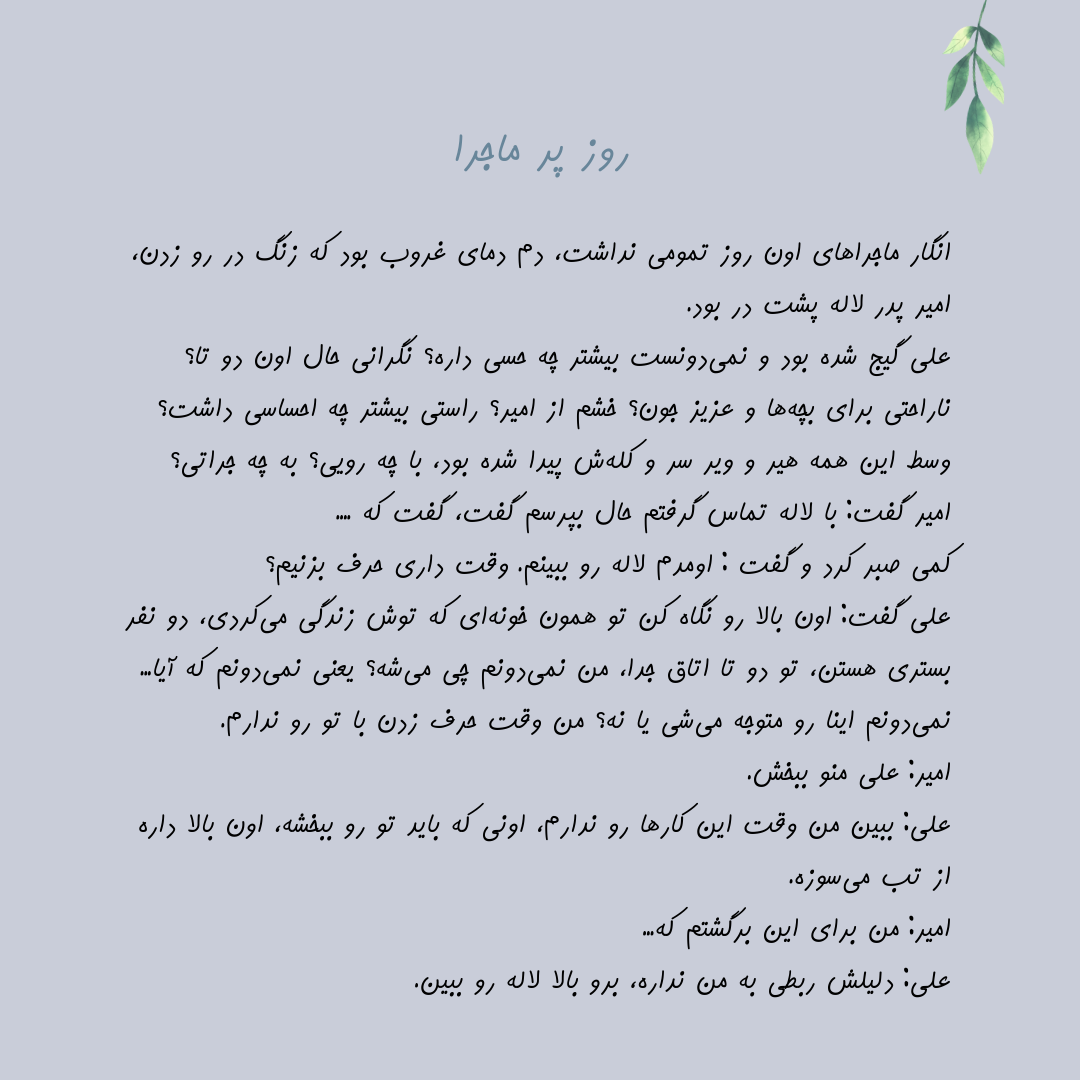 روز پر ماجرا
انگار ماجراهای اون روز تمومی نداشت، دم دمای غروب بود که زنگ در رو زدن،
امیر پدر لاله پشت در بود.
علی گیج شده بود و نمی‌دونست بیشتر چه حسی داره؟ نگرانی حال اون دو تا؟
ناراحتی برای بچه‌ها و عزیز جون؟ خشم از امیر؟ راستی بیشتر چه احساسی داشت؟
وسط این همه هیر و ویر سر و کله‌ش پیدا شده بود، با چه رویی؟ به چه جراتی؟
امیر گفت: با لاله تماس گرفتم حال بپرسم گفت، گفت که ....
کمی صبر کرد و گفت : اومدم لاله رو ببینم. وقت داری حرف بزنیم؟
علی گفت: اون بالا رو نگاه کن تو همون خونه‌ای که توش زندگی می‌کردی، دو نفر
بستری هستن، تو دو تا اتاق جدا، من نمی‌دونم چی می‌شه؟ یعنی نمی‌دونم که آیا...
نمی‌دونم اینا رو متوجه می‌شی یا نه؟ من وقت حرف زدن با تو رو ندارم.
امیر: علی منو ببخش.
علی: ببین من وقت این کارها رو ندارم، اونی که باید تو رو ببخشه، اون بالا داره
از تب می‌سوزه.
امیر: من برای این برگشتم که...
علی: دلیلش ربطی به من نداره، برو بالا لاله رو ببین.